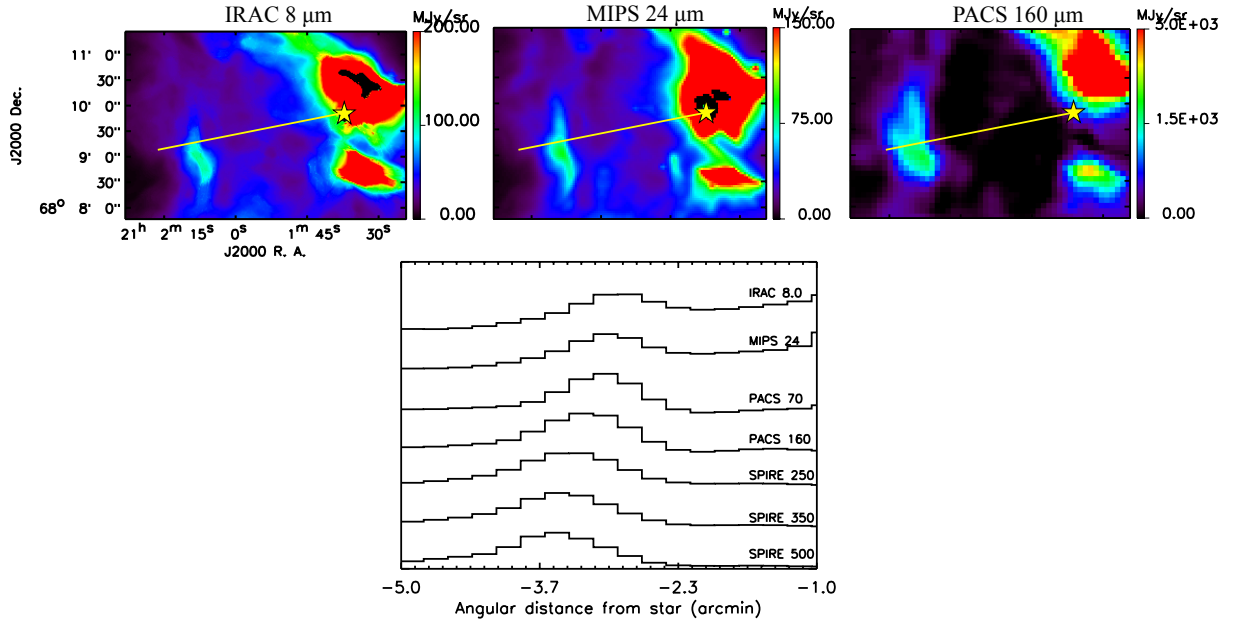 IRAC 8 μm
MJy/sr
200.00
100.00
0.00
MIPS 24 μm
MJy/sr
150.00
75.00
0.00
PACS 160 μm
MJy/sr
3.0E+03
1.5E+03
0.00
J2000 Dec.
11' 0"
30"
10' 0"
30"
9' 0"
30"
68° 8' 0"
21h 2m 15s 0s 1m 45s 30s
J2000 R. A.
IRAC 8.0
MIPS 24
PACS 70
PACS 160
SPIRE 250
SPIRE 350
SPIRE 500
−5.0 −3.7 −2.3 −1.0
Angular distance from star (arcmin)